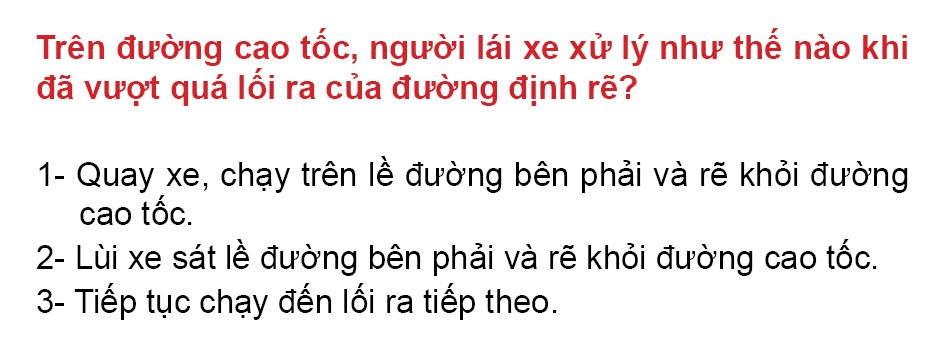 Trên đường cao tốc, người lái xe xử lý như thế nào khi
đã vượt quá lối ra của đường định rẽ?
1- Quay xe, chạy trên lề đường bên phải và rẽ khỏi đường
cao tốc.
2- Lùi xe sát lề đường bên phải và rẽ khỏi đường cao tốc.
3- Tiếp tục chạy đến lối ra tiếp theo.